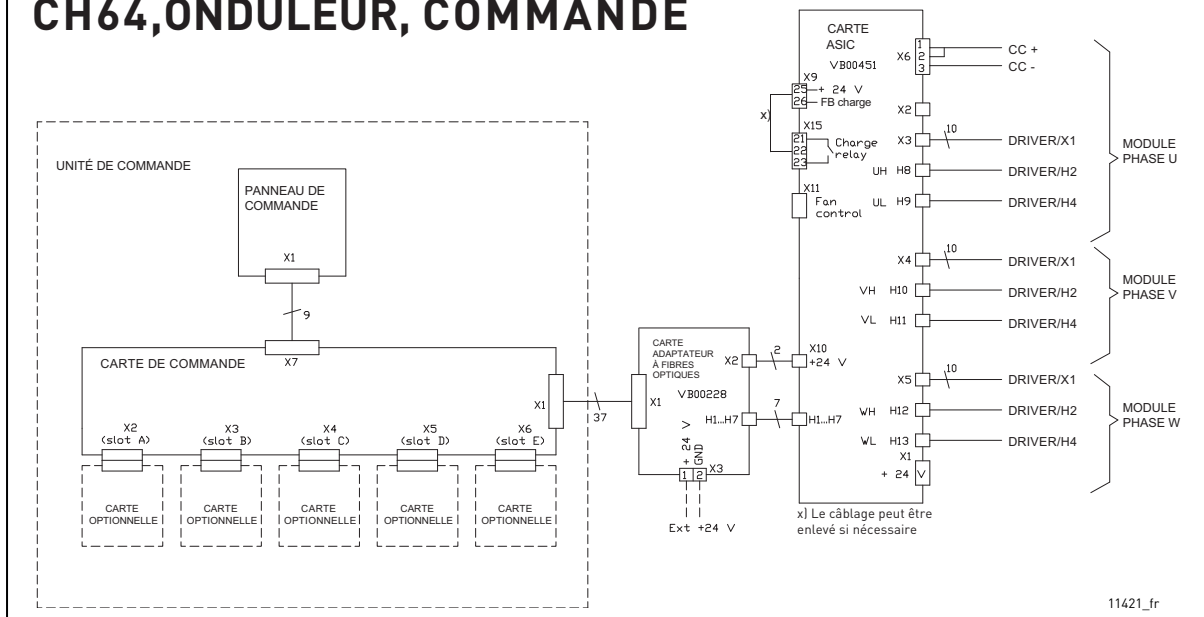 CH64,ONDULEUR, COMMANDE
UNITÉ DE COMMANDE
PANNEAU DE
COMMANDE
X1
9
X7
CARTE DE COMMANDE
X1
37
X2
(slot A)
X3
(slot B)
X4
(slot C)
X5
(slot D)
X6
(slot E)
CARTE
OPTIONNELLE
CARTE
OPTIONNELLE
CARTE
OPTIONNELLE
CARTE
OPTIONNELLE
CARTE
OPTIONNELLE
CARTE
ADAPTATEUR
À FIBRES
OPTIQUES
VB00228
X1
X2
2
H1...H7
7
+ 24 V
GND
1 2 X3
Ext +24 V
CARTE
ASIC
VB00451
X9
25 + 24 V
26 FB charge
x)
X15
21
22
23
Charge
relay
X11
Fan
control
X10
+24 V
H1...H7
X6
1
2
3
CC +
CC -
X2
X3 10 DRIVER/X1
UH H8 DRIVER/H2
UL H9 DRIVER/H4
MODULE
PHASE U
X4 10 DRIVER/X1
VH H10 DRIVER/H2
VL H11 DRIVER/H4
MODULE
PHASE V
X5 10 DRIVER/X1
WH H12 DRIVER/H2
WL H13 DRIVER/H4
MODULE
PHASE W
X1
+ 24 V
x) Le câblage peut être
enlevé si nécessaire
11421_fr